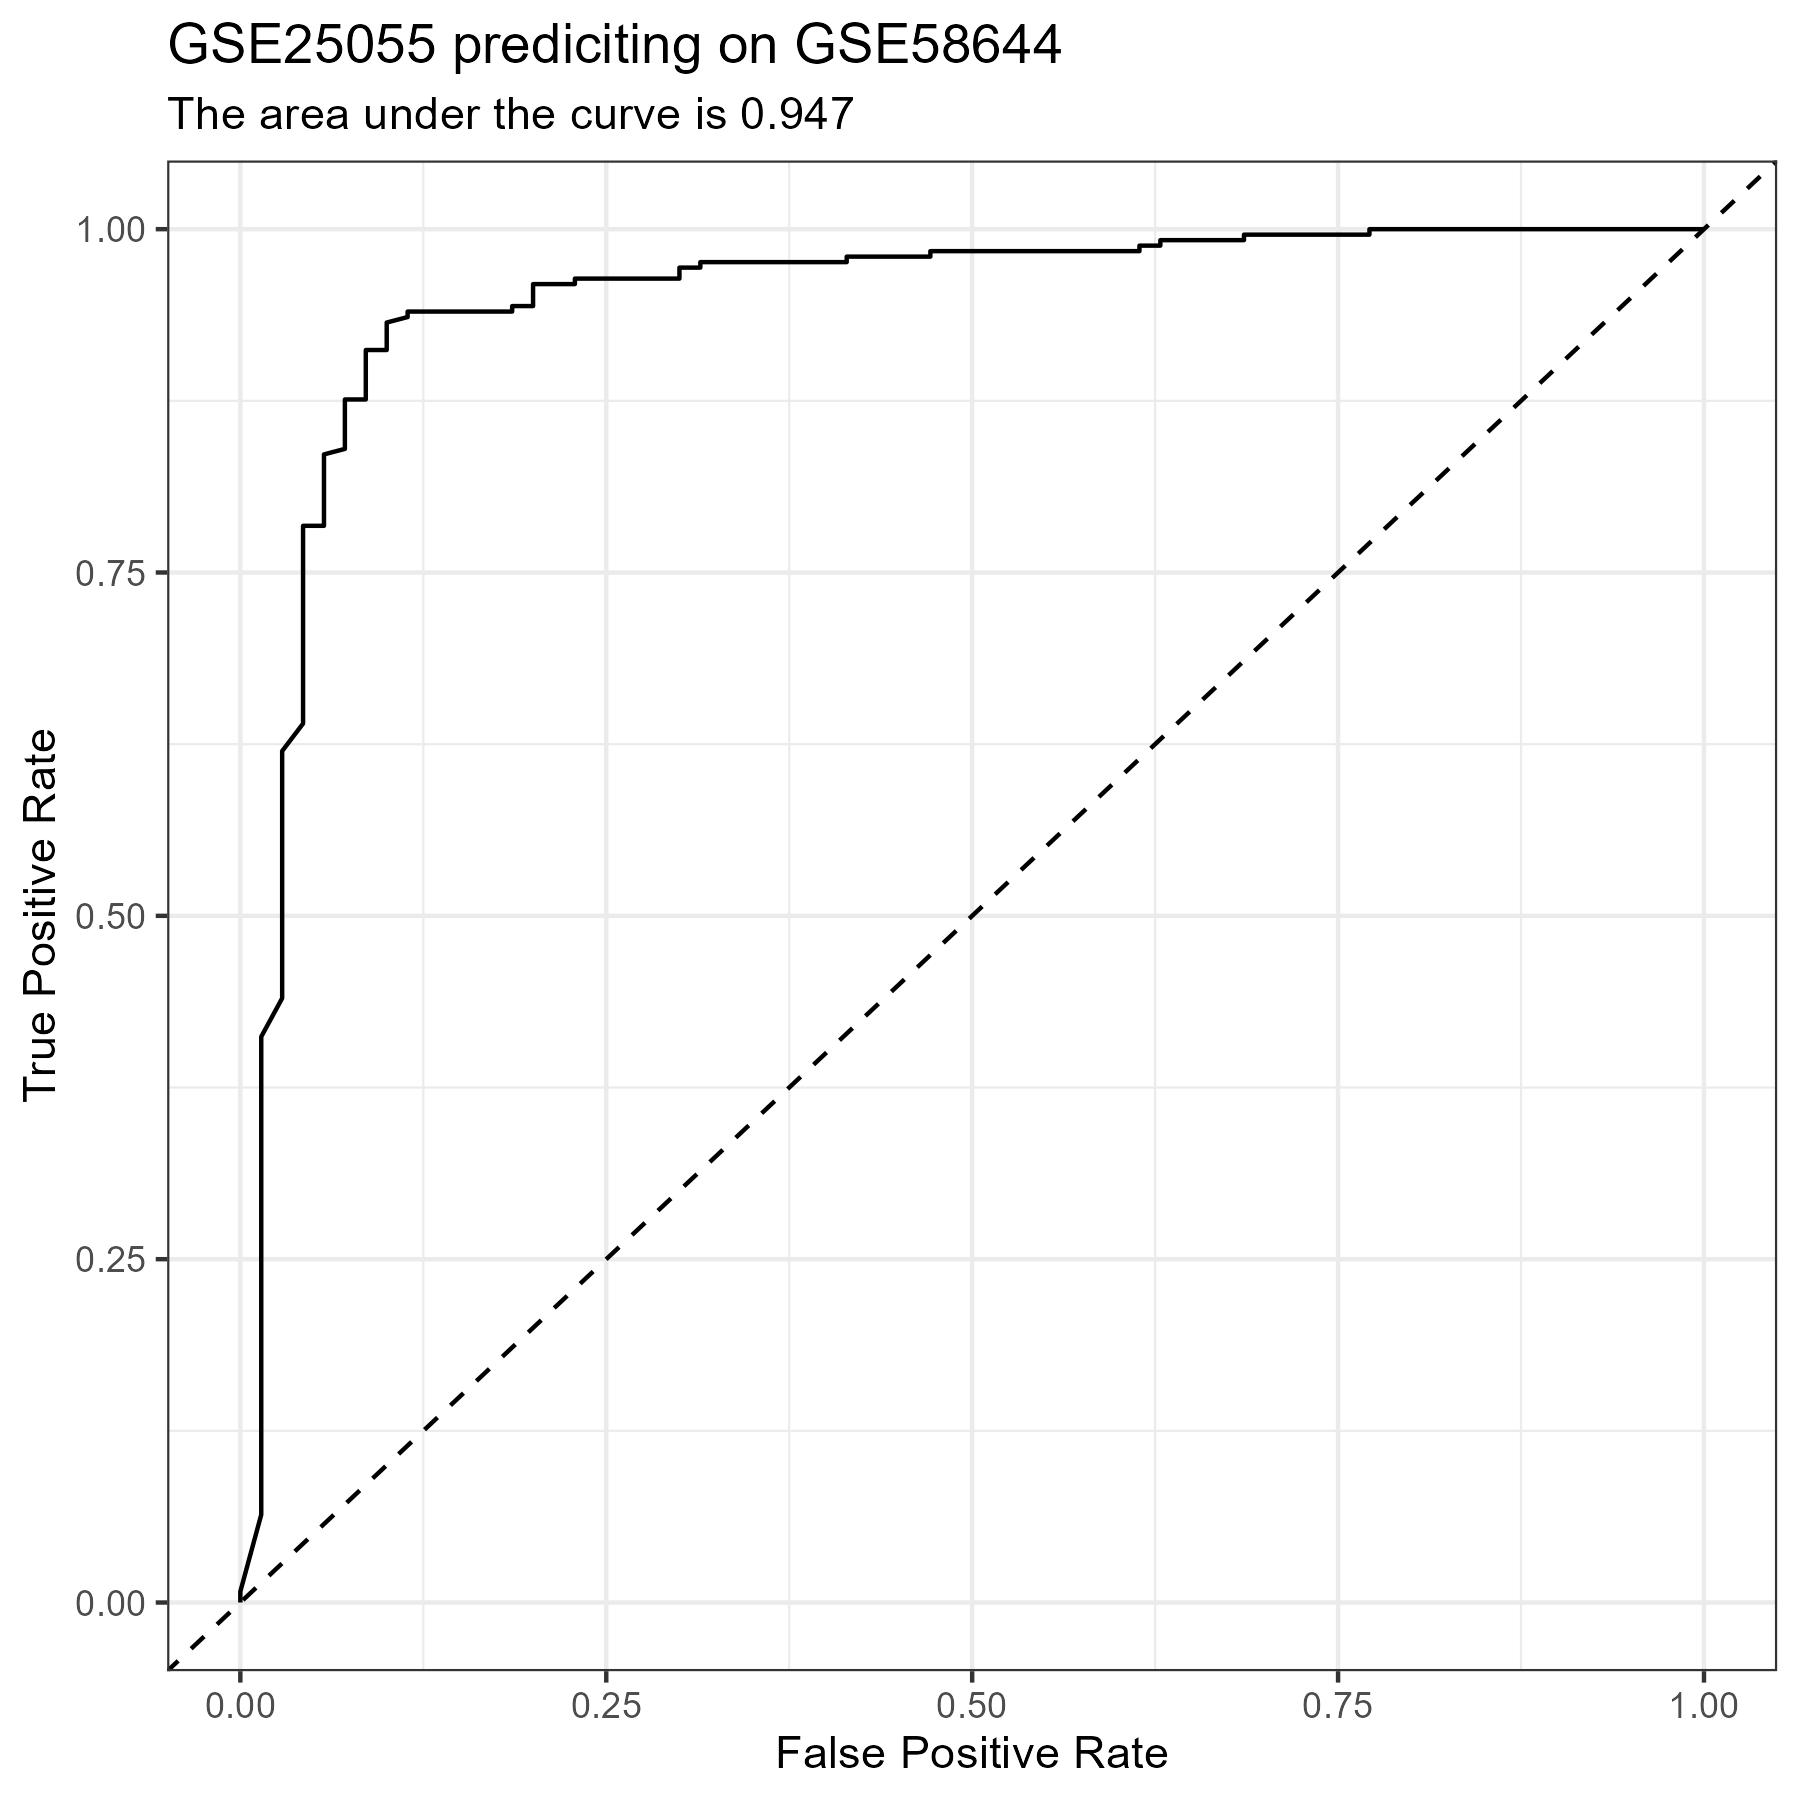 GSE25055 prediciting on GSE58644
The area under the curve is 0.947
True Positive Rate
1.00
0.75
0.50
0.25
0.00
0.00 0.25 0.50 0.75 1.00
False Positive Rate